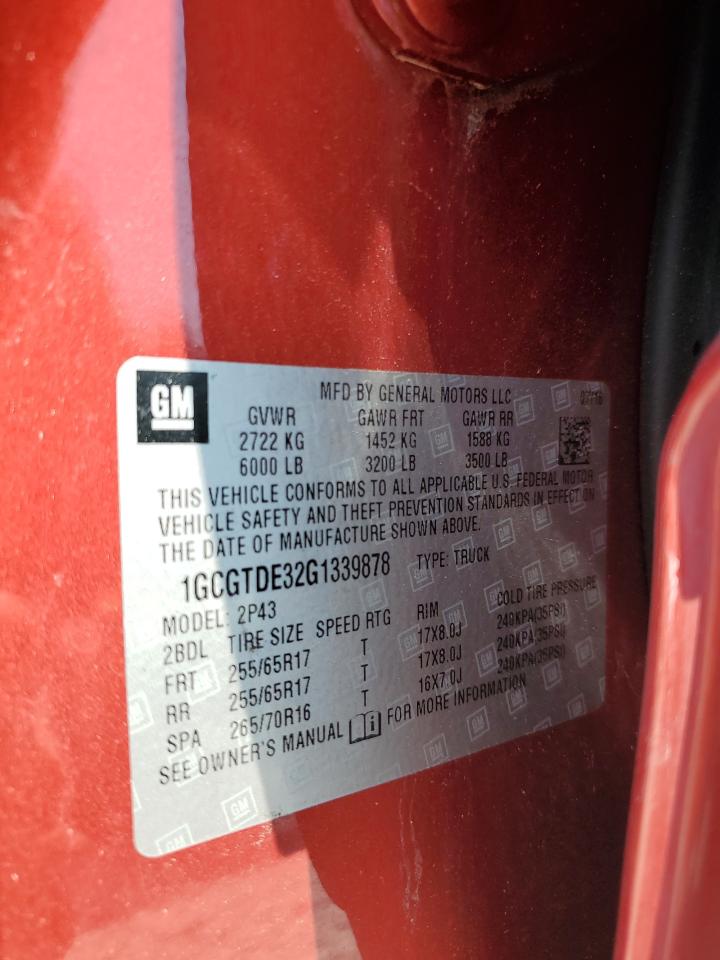 GM
MFD BY GENERAL MOTORS LLC
GVWR GAWR FRT GAWR RR
2722 KG 1452 KG 1588 KG
6000 LB 3200 LB 3500 LB
THIS VEHICLE CONFORMS TO ALL APPLICABLE U.S. FEDERAL MOTOR
VEHICLE SAFETY AND THEFT PREVENTION STANDARDS IN EFFECT ON
THE DATE OF MANUFACTURE SHOWN ABOVE.
1GCGTDE32G1339878 TYPE: TRUCK
MODEL: 2P43
2BDL TIRE SIZE SPEED RTG RIM COLD TIRE PRESSURE
FRT 255/65R17 T 17X8.0J 240KPA(35PSI)
RR 255/65R17 T 17X8.0J 240KPA(35PSI)
SPA 265/70R16 T 16X7.0J 240KPA(35PSI)
SEE OWNER'S MANUAL FOR MORE INFORMATION